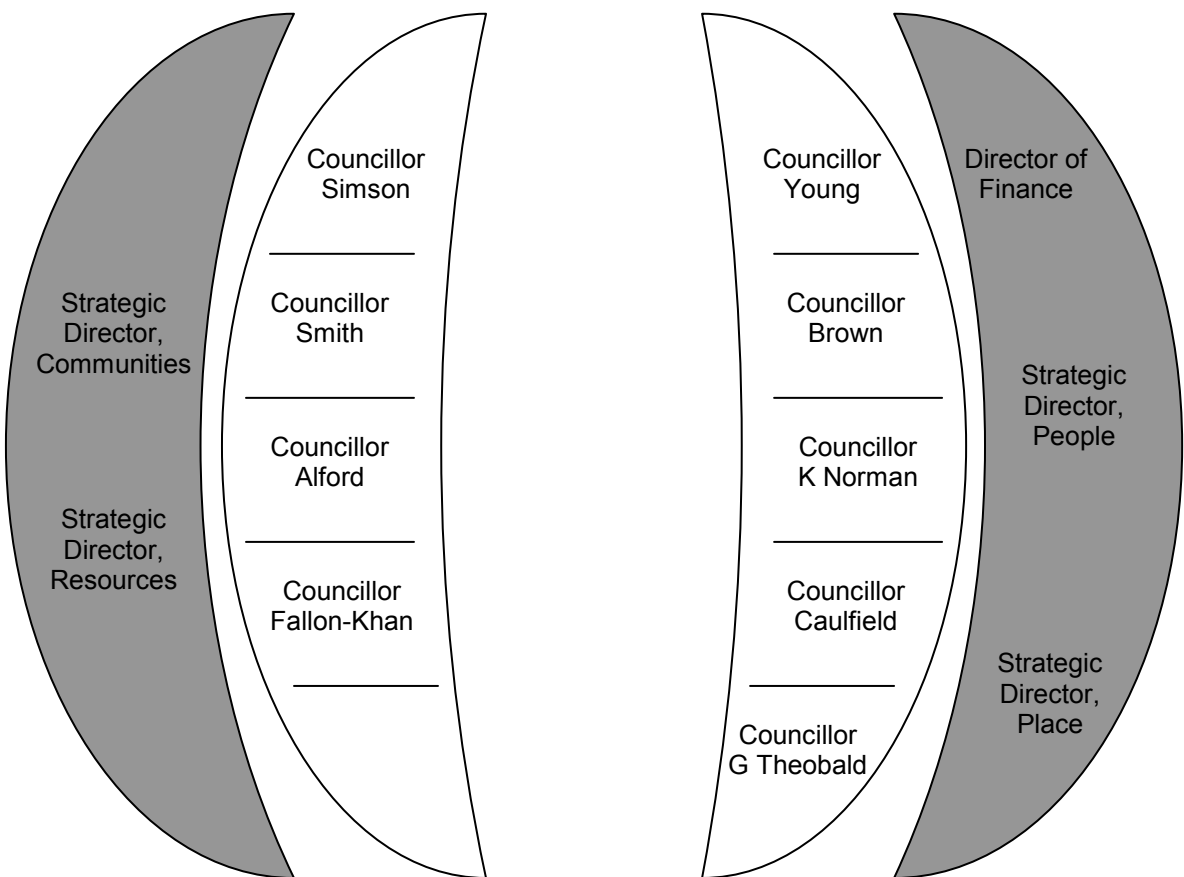 Councillor
Simson
Councillor
Young
Director of
Finance
Strategic
Director,
Communities
Councillor
Smith
Councillor
Brown
Strategic
Director,
People
Councillor
Alford
Councillor
K Norman
Strategic
Director,
Resources
Councillor
Fallon-Khan
Councillor
Caulfield
Strategic
Director,
Place
Councillor
G Theobald